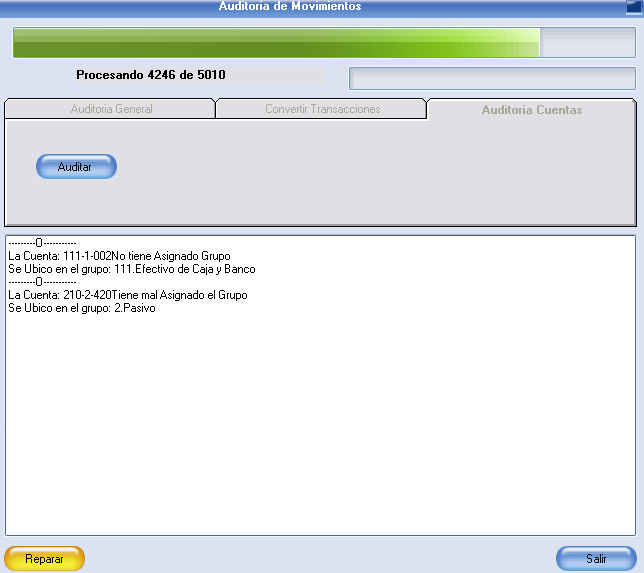 Auditoria de Movimientos
Procesando 4246 de 5010
Auditoria General
Convertir Transacciones
Auditoria Cuentas
Auditar
---------O-----------
La Cuenta: 111-1-002No tiene Asignado Grupo
Se Ubico en el grupo: 111.Efectivo de Caja y Banco
---------O-----------
La Cuenta: 210-2-420Tiene mal Asignado el Grupo
Se Ubico en el grupo: 2.Pasivo
Reparar
Salir